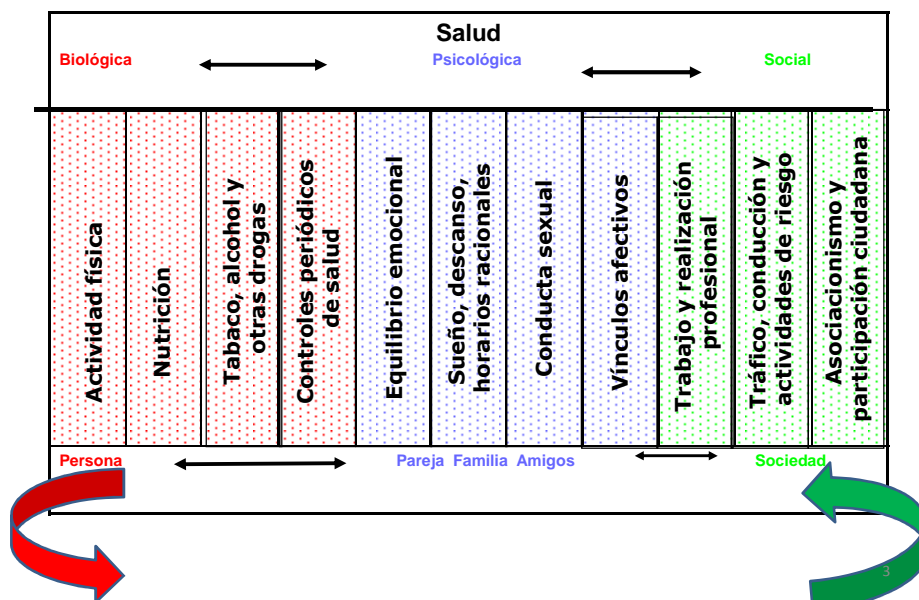 Salud
Biológica
Psicológica
Social
Actividad física
Nutrición
Tabaco, alcohol y
otras drogas
Controles periódicos
de salud
Equilibrio emocional
Sueño, descanso,
horarios racionales
Conducta sexual
Vínculos afectivos
Trabajo y realización
profesional
Tráfico, conducción y
actividades de riesgo
Asociacionismo y
participación ciudadana
Persona
Pareja Familia Amigos
Sociedad
3